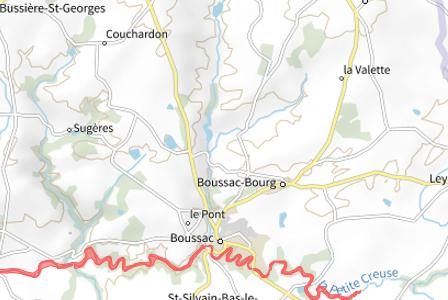 Bussière-St-Georges
Couchardon
la Valette
Sugères
Boussac-Bourg
Ley
le Pont
Boussac
Petite Creuse
St-Silvain-Bas-le-